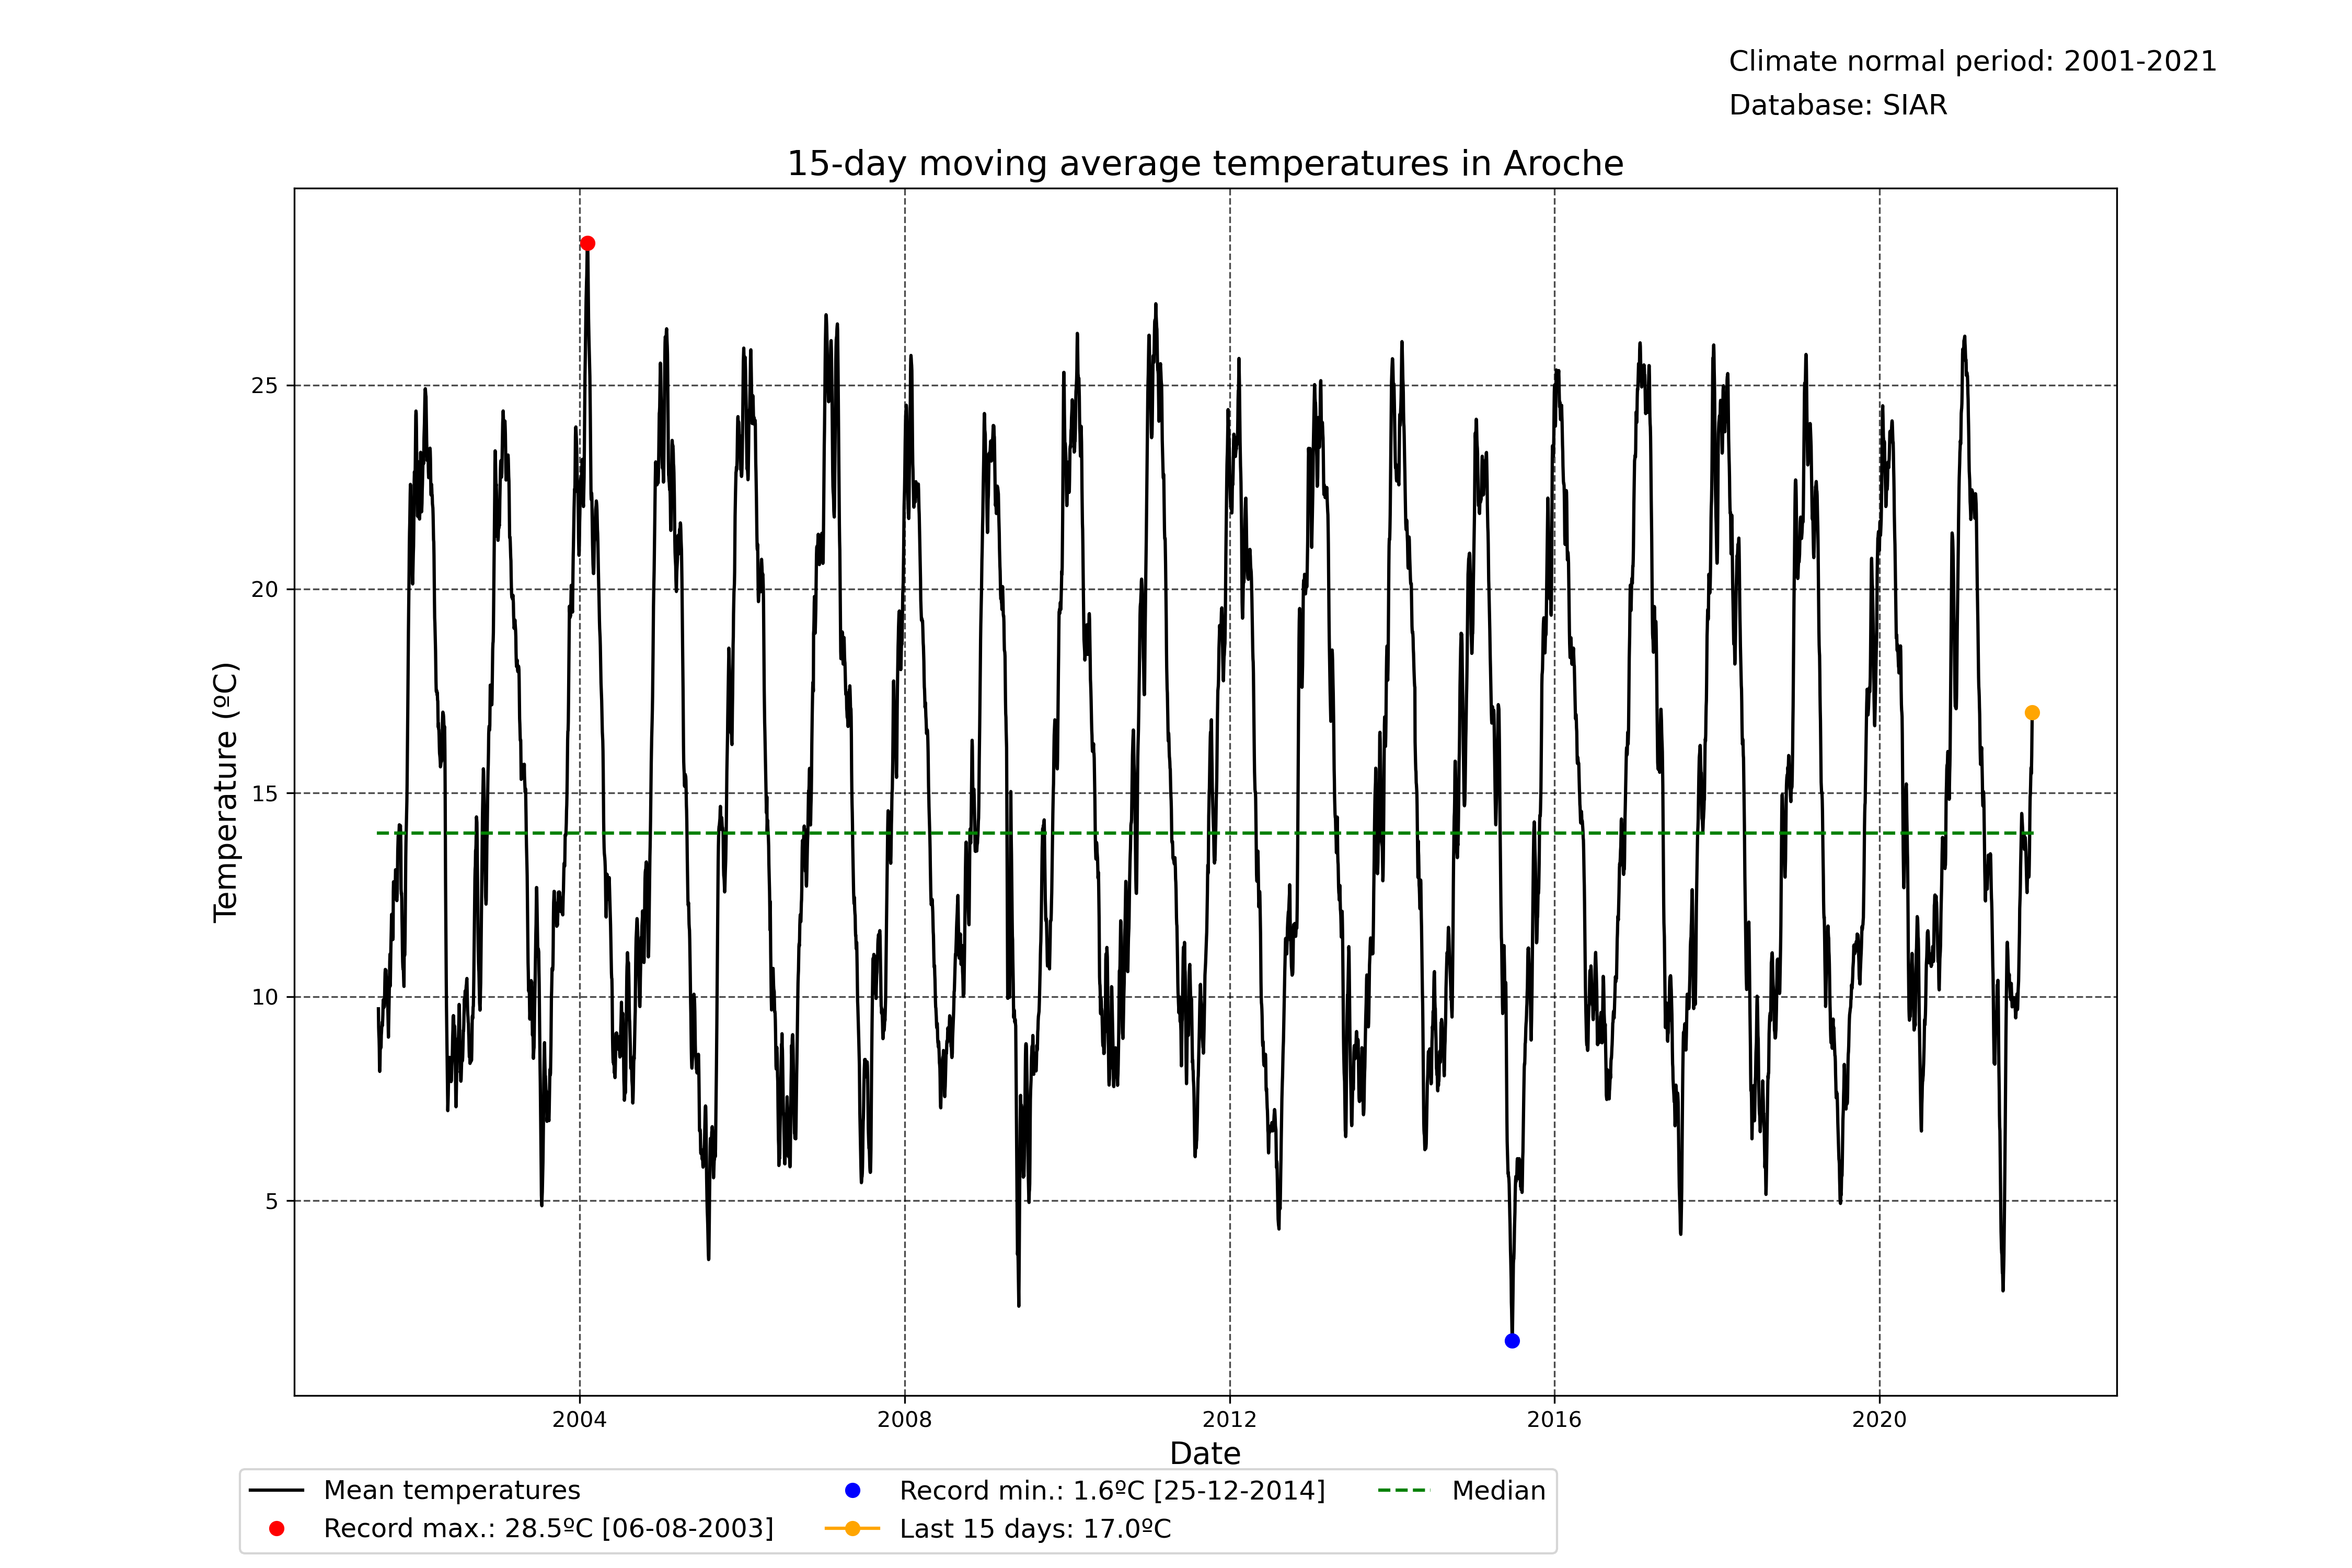 Climate normal period: 2001-2021
Database: SIAR
15-day moving average temperatures in Aroche
Temperature (ºC)
25
20
15
10
5
2004
2008
2012
2016
2020
Date
Mean temperatures
Record max.: 28.5ºC [06-08-2003]
Record min.: 1.6ºC [25-12-2014]
Last 15 days: 17.0ºC
Median